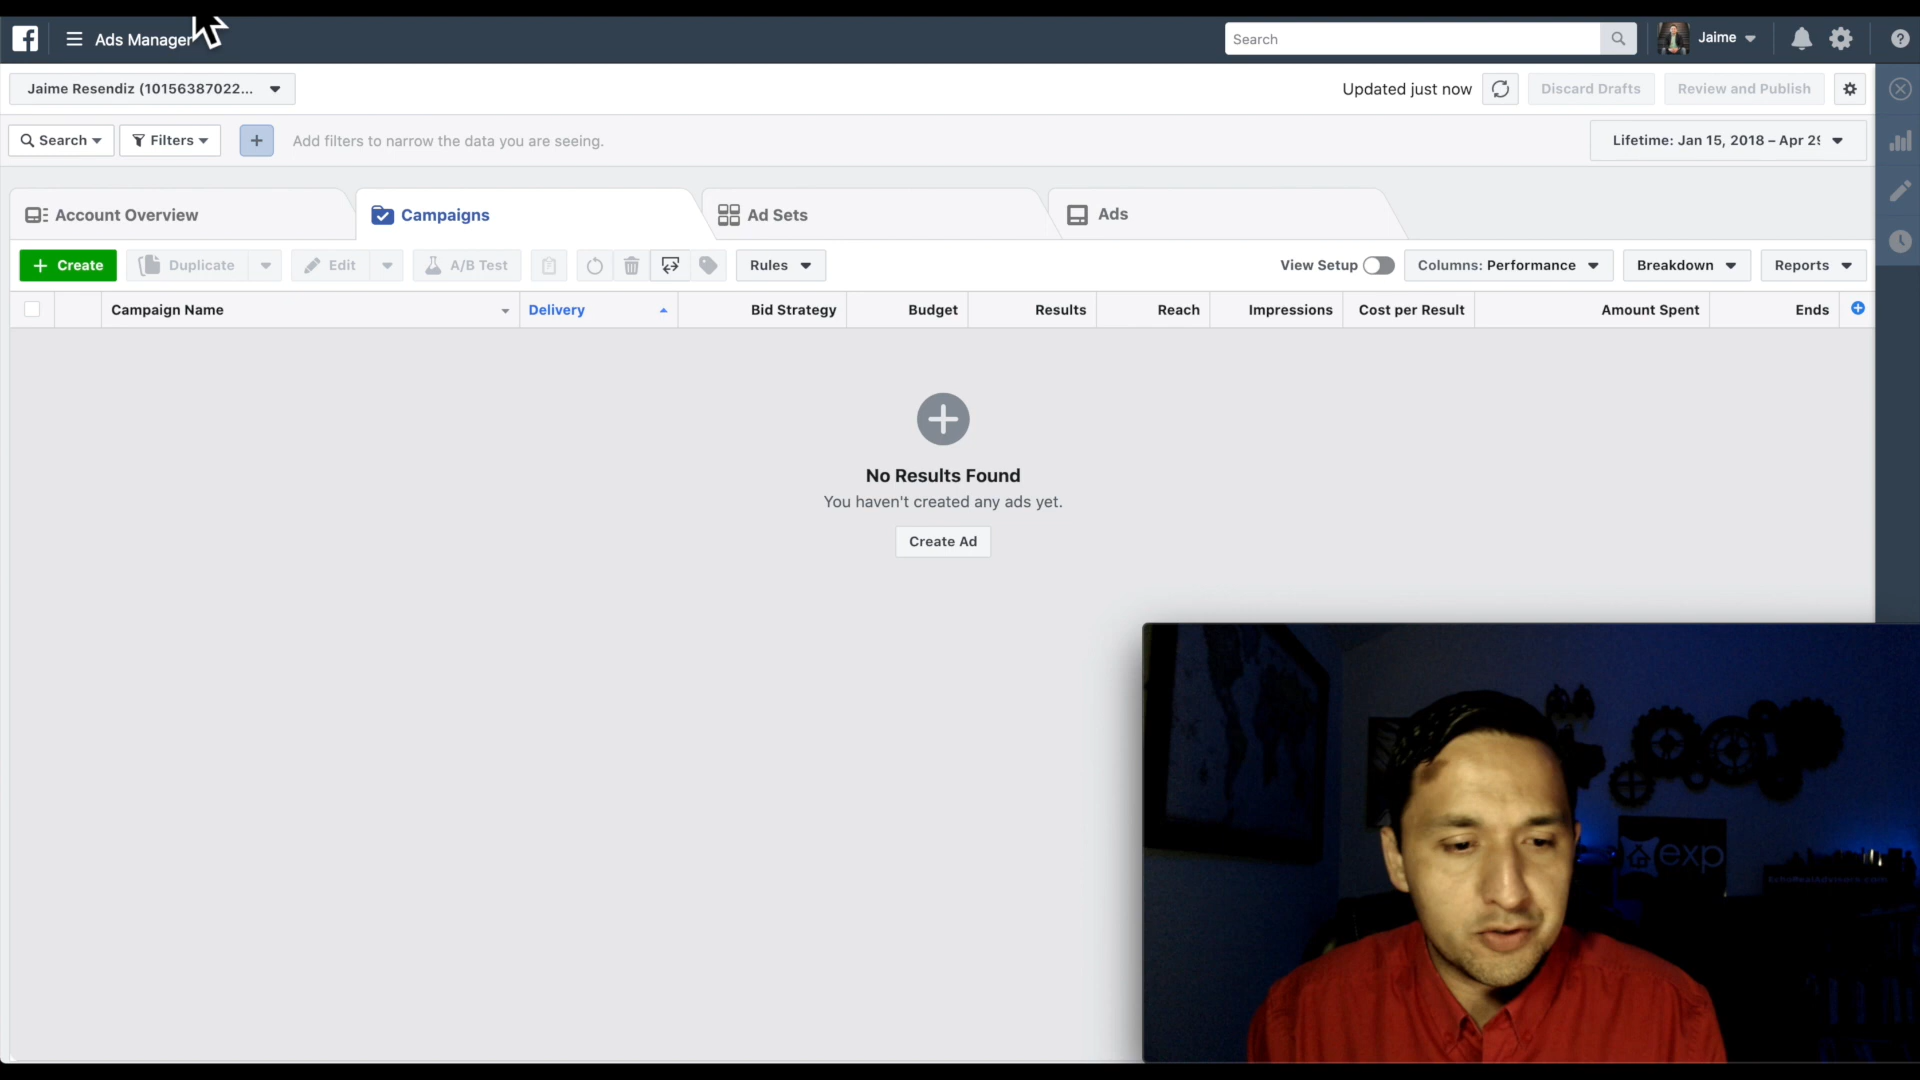 Ads Manager
Search
Jaime
Jaime Resendiz (10156387022...
Updated just now
Discard Drafts
Review and Publish
Search
Filters
Add filters to narrow the data you are seeing.
Lifetime: Jan 15, 2018 – Apr 29
Account Overview
Campaigns
Ad Sets
Ads
Create
Duplicate
Edit
A/B Test
Rules
View Setup
Columns: Performance
Breakdown
Reports
Campaign Name
Delivery
Bid Strategy
Budget
Results
Reach
Impressions
Cost per Result
Amount Spent
Ends
No Results Found
You haven't created any ads yet.
Create Ad
exp